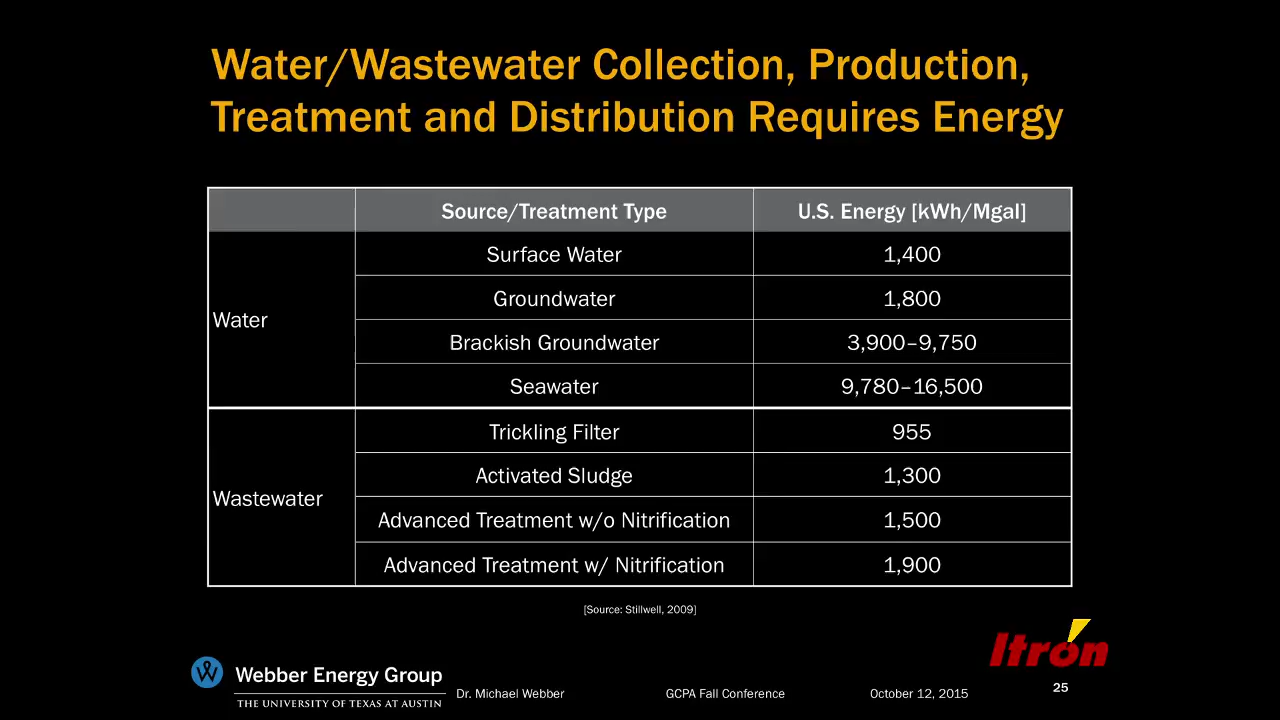 Water/Wastewater Collection, Production,
Treatment and Distribution Requires Energy
Source/Treatment Type U.S. Energy [kWh/Mgal]
Water
Surface Water 1,400
Groundwater 1,800
Brackish Groundwater 3,900–9,750
Seawater 9,780–16,500
Wastewater
Trickling Filter 955
Activated Sludge 1,300
Advanced Treatment w/o Nitrification 1,500
Advanced Treatment w/ Nitrification 1,900
[Source: Stillwell, 2009]
Itron
W Webber Energy Group
THE UNIVERSITY OF TEXAS AT AUSTIN
Dr. Michael Webber GCPA Fall Conference October 12, 2015 25